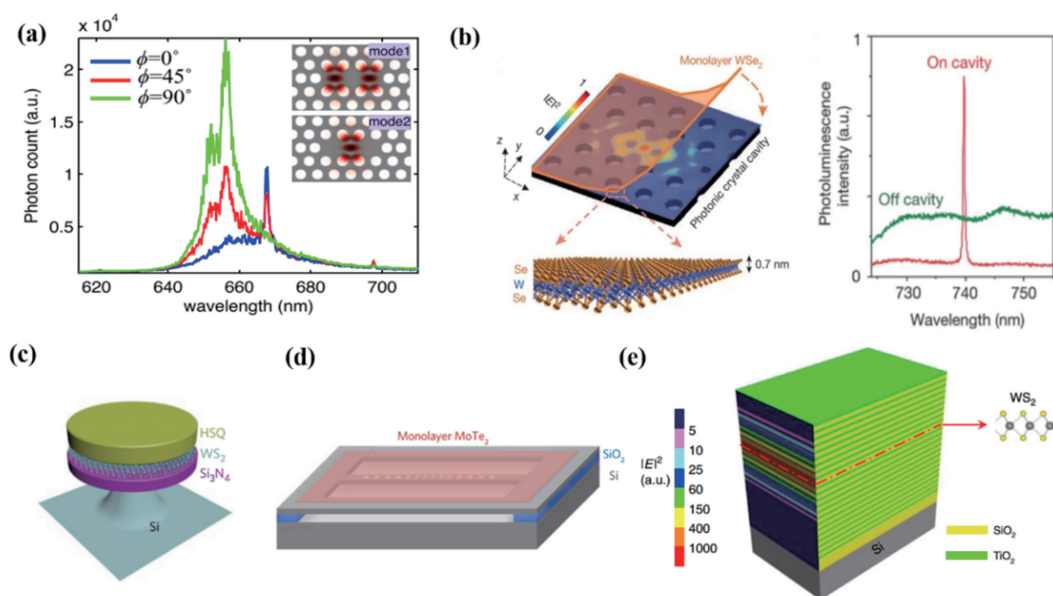 (a)
×10⁴
2
1.5
1
0.5
Photon count (a.u.)
ϕ=0°
ϕ=45°
ϕ=90°
mode1
mode2
620 640 660 680 700
wavelength (nm)
(b)
Monolayer WSe₂
1
|E|²
0
z
y
x
Photonic crystal cavity
Se
W
Se
0.7 nm
1
Photoluminescence
intensity (a.u.)
0
On cavity
Off cavity
730 740 750
Wavelength (nm)
(c)
HSQ
WS₂
Si₃N₄
Si
(d)
Monolayer MoTe₂
SiO₂
Si
(e)
|E|²
(a.u.)
5
10
25
60
150
400
1000
Si
WS₂
SiO₂
TiO₂